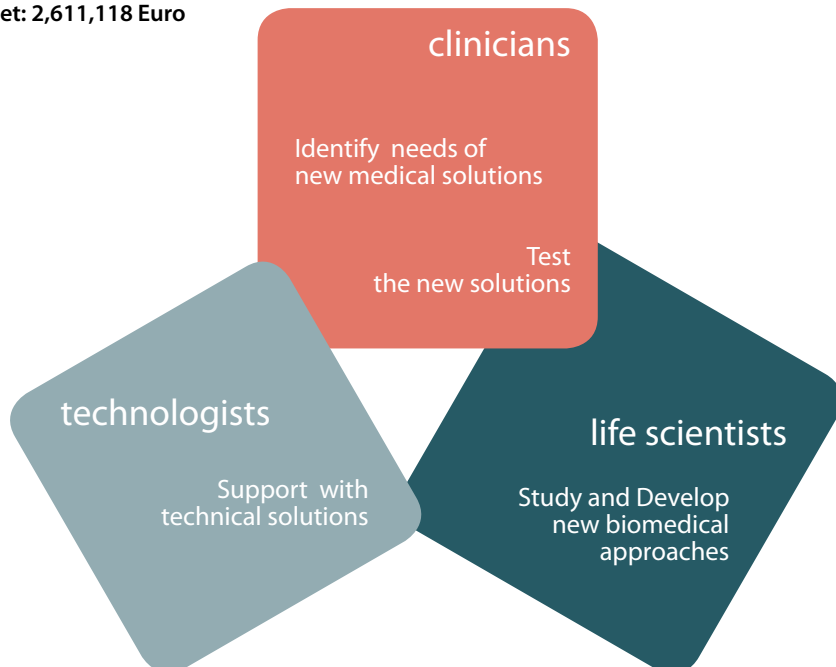 et: 2,611,118 Euro
clinicians
Identify needs of
new medical solutions
Test
the new solutions
technologists
Support with
technical solutions
life scientists
Study and Develop
new biomedical
approaches